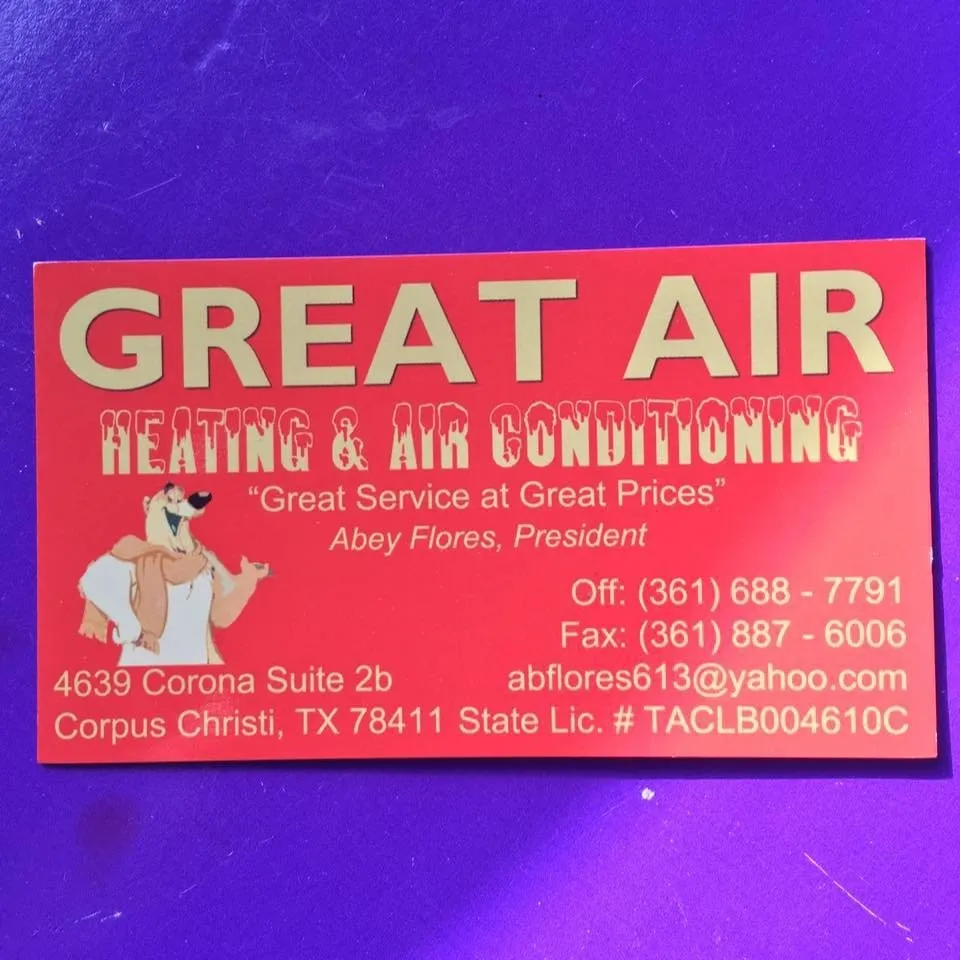 GREAT AIR
HEATING & AIR CONDITIONING
“Great Service at Great Prices”
Abey Flores, President
Off: (361) 688 - 7791
Fax: (361) 887 - 6006
4639 Corona Suite 2b abflores613@yahoo.com
Corpus Christi, TX 78411 State Lic. # TACLB004610C